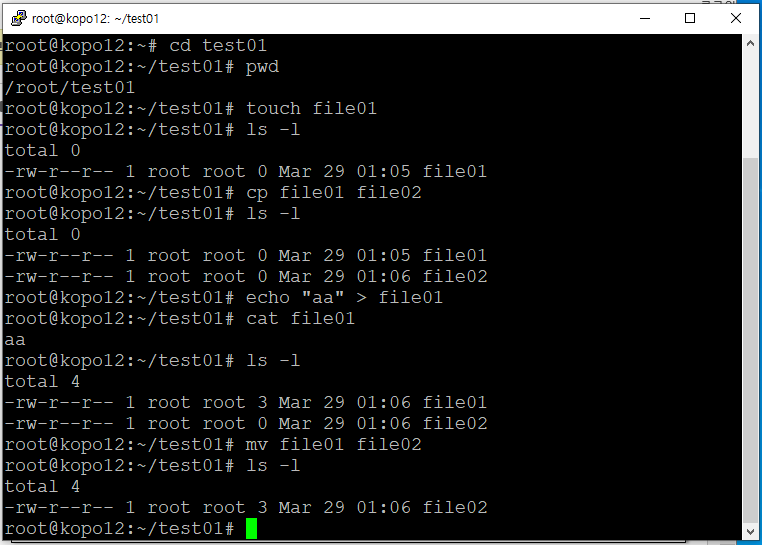 root@kopo12: ~/test01
root@kopo12:~# cd test01
root@kopo12:~/test01# pwd
/root/test01
root@kopo12:~/test01# touch file01
root@kopo12:~/test01# ls -l
total 0
-rw-r--r-- 1 root root 0 Mar 29 01:05 file01
root@kopo12:~/test01# cp file01 file02
root@kopo12:~/test01# ls -l
total 0
-rw-r--r-- 1 root root 0 Mar 29 01:05 file01
-rw-r--r-- 1 root root 0 Mar 29 01:06 file02
root@kopo12:~/test01# echo "aa" > file01
root@kopo12:~/test01# cat file01
aa
root@kopo12:~/test01# ls -l
total 4
-rw-r--r-- 1 root root 3 Mar 29 01:06 file01
-rw-r--r-- 1 root root 0 Mar 29 01:06 file02
root@kopo12:~/test01# mv file01 file02
root@kopo12:~/test01# ls -l
total 4
-rw-r--r-- 1 root root 3 Mar 29 01:06 file02
root@kopo12:~/test01#